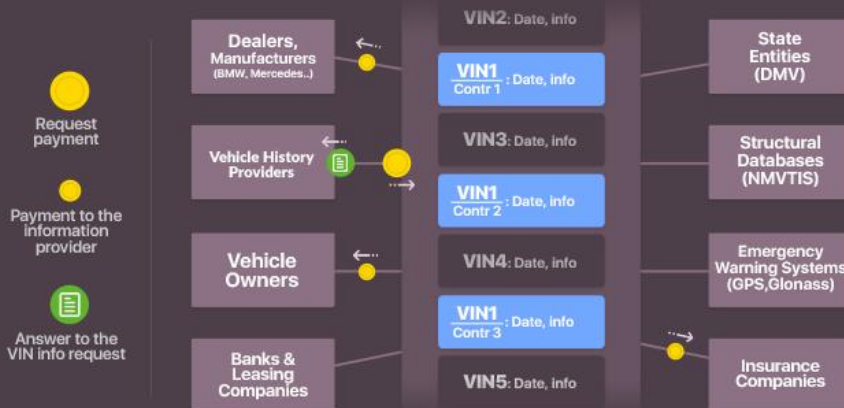 Request
payment
Payment to the
information
provider
Answer to the
VIN info request
Dealers,
Manufacturers
(BMW, Mercedes..)
Vehicle History
Providers
Vehicle
Owners
Banks &
Leasing
Companies
VIN2: Date, info
VIN1
Contr 1
: Date, info
VIN3: Date, info
VIN1
Contr 2
: Date, info
VIN4: Date, info
VIN1
Contr 3
: Date, info
VIN5: Date, info
State
Entities
(DMV)
Structural
Databases
(NMVTIS)
Emergency
Warning Systems
(GPS,Glonass)
Insurance
Companies